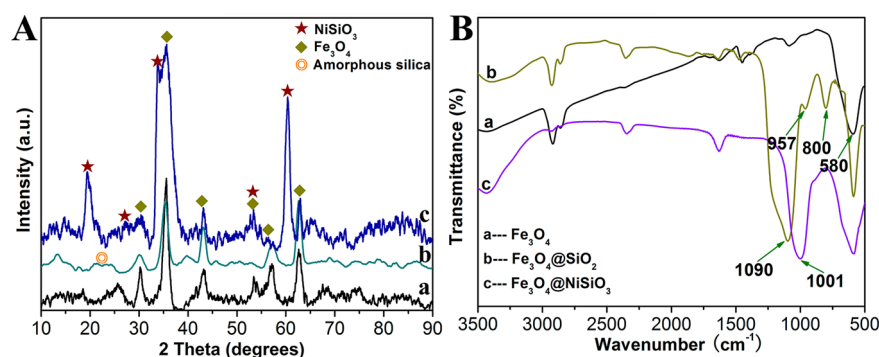 A
NiSiO₃
Fe₃O₄
Amorphous silica
Intensity (a.u.)
c
b
a
10 20 30 40 50 60 70 80 90
2 Theta (degrees)
B
b
a
c
957
800
580
1090
1001
a--- Fe₃O₄
b--- Fe₃O₄@SiO₂
c--- Fe₃O₄@NiSiO₃
Transmittance (%)
3500 3000 2500 2000 1500 1000 500
Wavenumber (cm⁻¹)